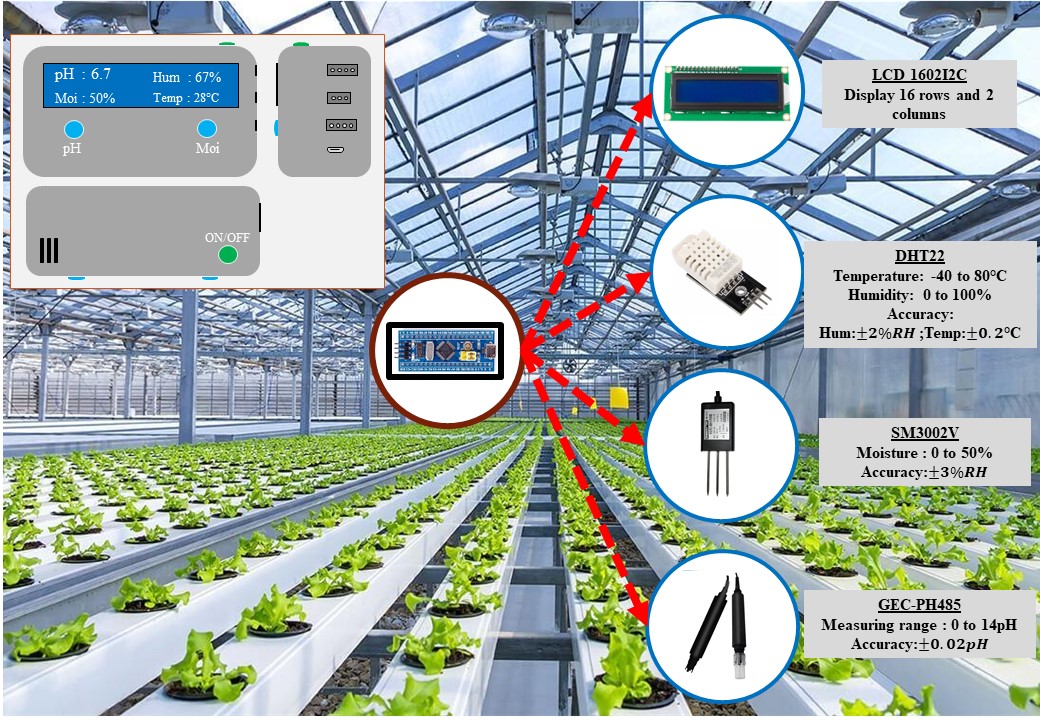 pH : 6.7
Hum : 67%
Moi : 50%
Temp : 28°C
pH
Moi
ON/OFF
LCD 1602I2C
Display 16 rows and 2
columns
DHT22
Temperature: -40 to 80°C
Humidity: 0 to 100%
Accuracy:
Hum:±2%RH ;Temp:±0.2°C
SM3002V
Moisture : 0 to 50%
Accuracy:±3%RH
GEC-PH485
Measuring range : 0 to 14pH
Accuracy:±0.02pH